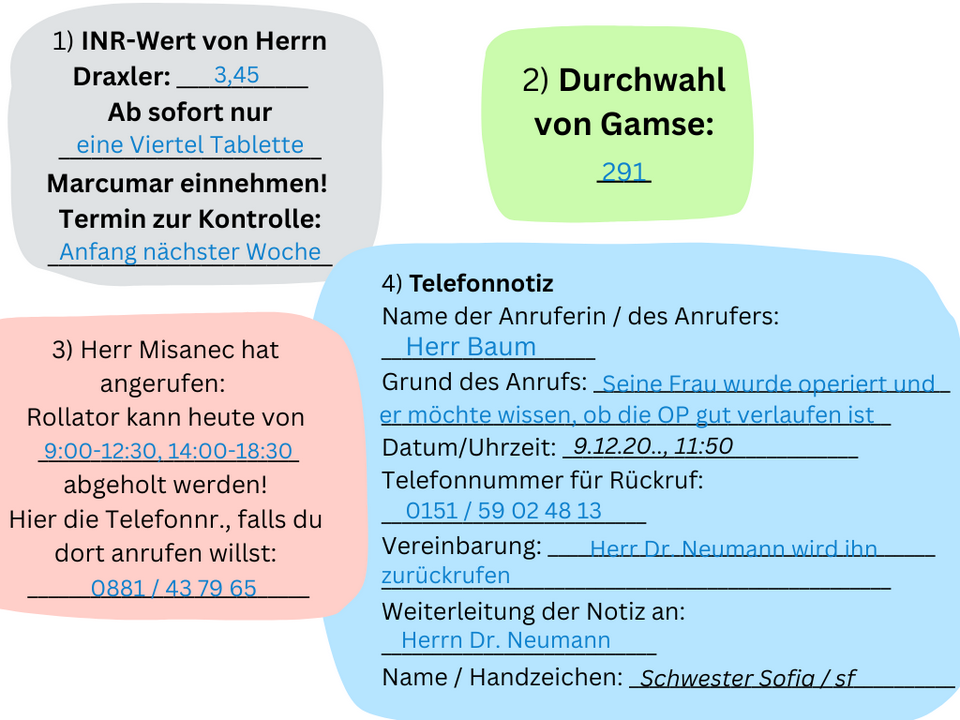 1) INR-Wert von Herrn
Draxler: 3,45
Ab sofort nur
eine Viertel Tablette
Marcumar einnehmen!
Termin zur Kontrolle:
Anfang nächster Woche
2) Durchwahl
von Gamse:
291
3) Herr Misanec hat
angerufen:
Rollator kann heute von
9:00-12:30, 14:00-18:30
abgeholt werden!
Hier die Telefonnr., falls du
dort anrufen willst:
0881 / 43 79 65
4) Telefonnotiz
Name der Anruferin / des Anrufers:
Herr Baum
Grund des Anrufs: Seine Frau wurde operiert und
er möchte wissen, ob die OP gut verlaufen ist
Datum/Uhrzeit: 9.12.20.., 11:50
Telefonnummer für Rückruf:
0151 / 59 02 48 13
Vereinbarung: Herr Dr. Neumann wird ihn
zurückrufen
Weiterleitung der Notiz an:
Herrn Dr. Neumann
Name / Handzeichen: Schwester Sofia / sf